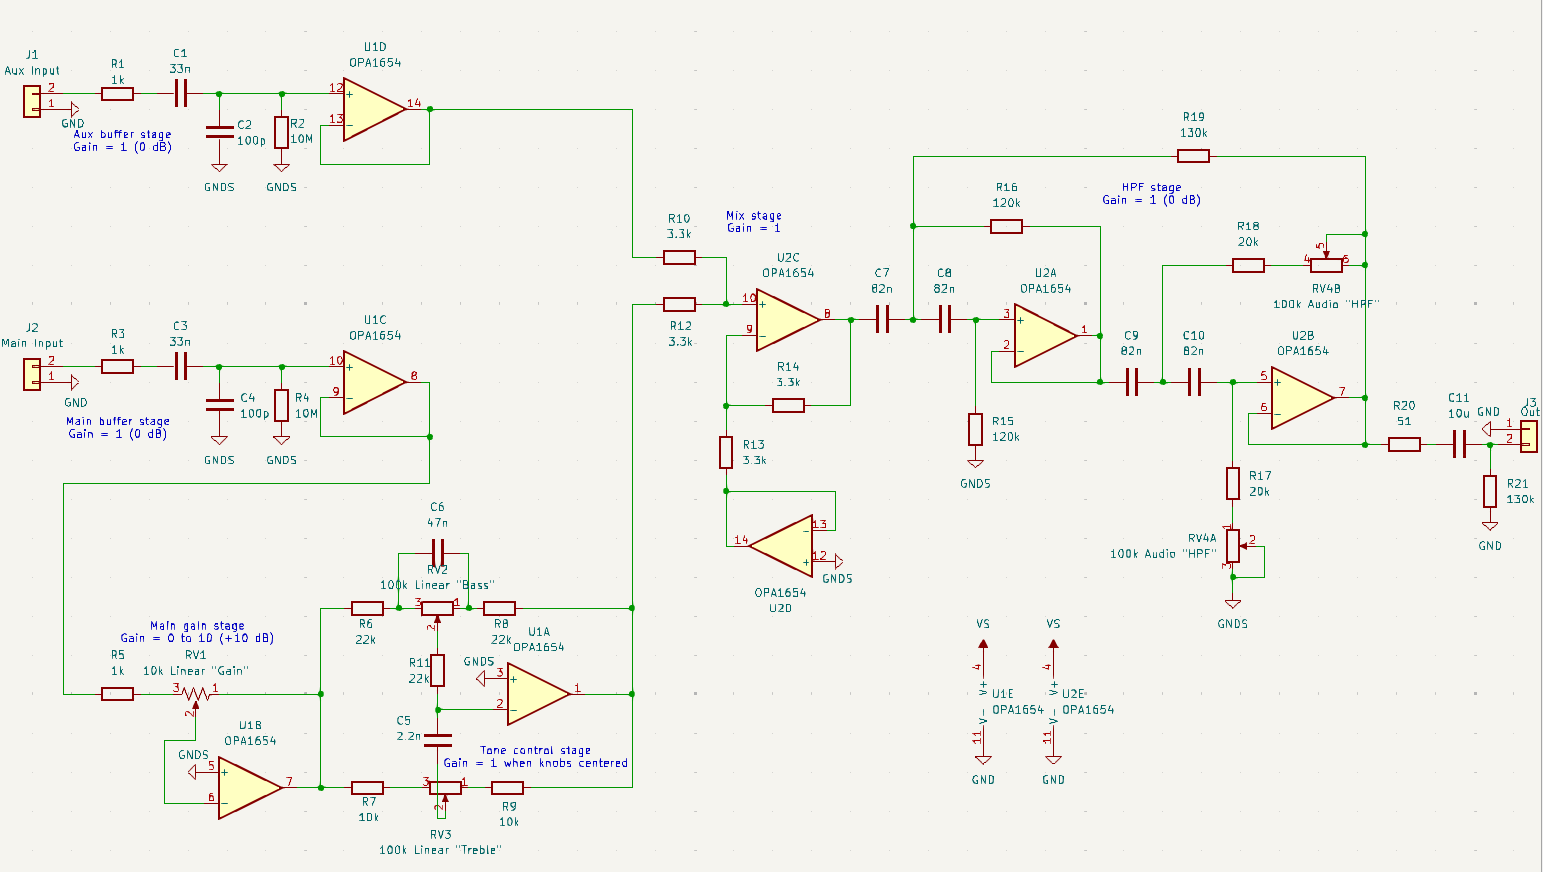 J1
Aux Input
2
1
GND
R1
1k
C1
33n
Aux buffer stage
Gain = 1 (0 dB)
C2
100p
GNDS
R2
10M
GNDS
U1D
OPA1654
12
13
14
+
−
J2
Main Input
2
1
GND
R3
1k
C3
33n
Main buffer stage
Gain = 1 (0 dB)
C4
100p
GNDS
R4
10M
GNDS
U1C
OPA1654
10
9
8
+
−
Main gain stage
Gain = 0 to 10 (+10 dB)
R5
1k
RV1
10k Linear "Gain"
3
1
2
U1B
OPA1654
GNDS
5
6
7
+
−
C6
47n
RV2
100k Linear "Bass"
3
1
2
R6
22k
R8
22k
R11
22k
U1A
OPA1654
GNDS
3
2
1
+
−
C5
2.2n
Tone control stage
Gain = 1 when knobs centered
R7
10k
3
1
2
R9
10k
RV3
100k Linear "Treble"
R10
3.3k
R12
3.3k
Mix stage
Gain = 1
U2C
OPA1654
10
9
8
+
−
R14
3.3k
R13
3.3k
14
13
12
−
+
GNDS
OPA1654
U2D
C7
82n
C8
82n
R16
120k
U2A
OPA1654
3
2
1
+
−
R15
120k
GNDS
R19
130k
HPF stage
Gain = 1 (0 dB)
R18
20k
5
4
6
RV4B
100k Audio "HPF"
C9
82n
C10
82n
U2B
OPA1654
5
6
7
+
−
R17
20k
RV4A
100k Audio "HPF"
1
2
3
GNDS
R20
51
C11
10u
GND
J3
Out
1
2
R21
130k
GND
VS
4
V+
U1E
OPA1654
V-
11
GND
VS
4
V+
U2E
OPA1654
V-
11
GND